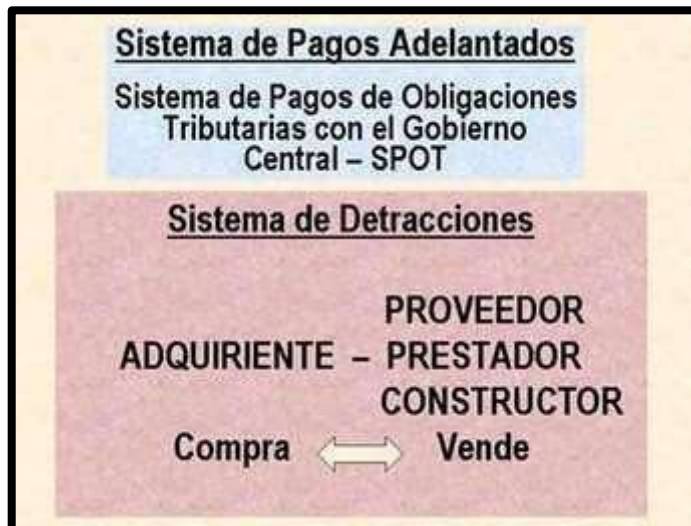 Sistema de Pagos Adelantados
Sistema de Pagos de Obligaciones
Tributarias con el Gobierno
Central – SPOT
Sistema de Detracciones
PROVEEDOR
ADQUIRIENTE – PRESTADOR
CONSTRUCTOR
Compra Vende